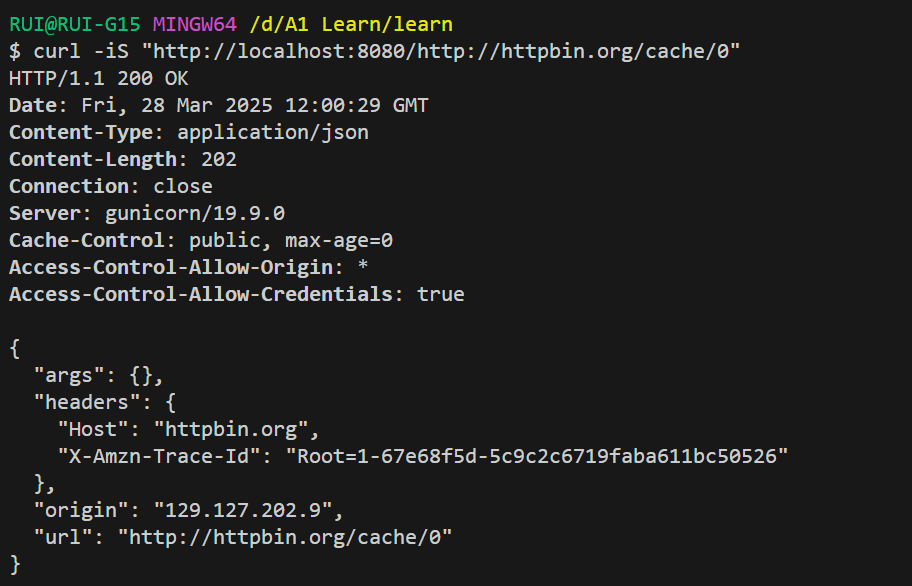 RUI@RUI-G15 MINGW64 /d/A1 Learn/learn
$ curl -iS "http://localhost:8080/http://httpbin.org/cache/0"
HTTP/1.1 200 OK
Date: Fri, 28 Mar 2025 12:00:29 GMT
Content-Type: application/json
Content-Length: 202
Connection: close
Server: gunicorn/19.9.0
Cache-Control: public, max-age=0
Access-Control-Allow-Origin: *
Access-Control-Allow-Credentials: true

{
  "args": {},
  "headers": {
    "Host": "httpbin.org",
    "X-Amzn-Trace-Id": "Root=1-67e68f5d-5c9c2c6719faba611bc50526"
  },
  "origin": "129.127.202.9",
  "url": "http://httpbin.org/cache/0"
}